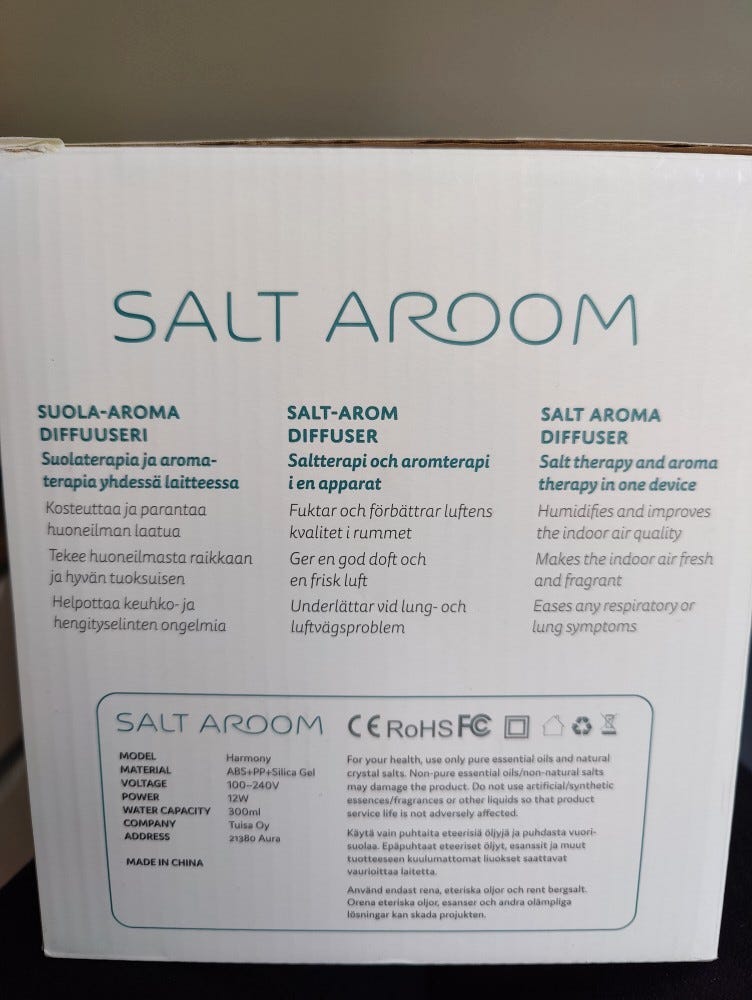 SALT AROOM
SUOLA-AROMA
DIFFUUSERI
Suolaterapia ja aroma-
terapia yhdessä laitteessa
Kosteuttaa ja parantaa
huoneilman laatua
Tekee huoneilmasta raikkaan
ja hyvän tuoksuisen
Helpottaa keuhko- ja
hengityselinten ongelmia
SALT-AROM
DIFFUSER
Saltterapi och aromterapi
i en apparat
Fuktar och förbättrar luftens
kvalitet i rummet
Ger en god doft och
en frisk luft
Underlättar vid lung- och
luftvägsproblem
SALT AROMA
DIFFUSER
Salt therapy and aroma
therapy in one device
Humidifies and improves
the indoor air quality
Makes the indoor air fresh
and fragrant
Eases any respiratory or
lung symptoms
SALT AROOM CE RoHS FC
MODEL Harmony
MATERIAL ABS+PP+Silica Gel
VOLTAGE 100-240V
POWER 12W
WATER CAPACITY 300ml
COMPANY Tuisa Oy
ADDRESS 21380 Aura
MADE IN CHINA
For your health, use only pure essential oils and natural
crystal salts. Non-pure essential oils/non-natural salts
may damage the product. Do not use artificial/synthetic
essences/fragrances or other liquids so that product
service life is not adversely affected.
Käytä vain puhtaita eteerisiä öljyjä ja puhdasta vuori-
suolaa. Epäpuhtaat eteeriset öljyt, esanssit ja muut
tuotteeseen kuulumattomat liuokset saattavat
vaurioittaa laitetta.
Använd endast rena, eteriska oljor och rent bergsalt.
Orena eteriska oljor, esanser och andra olämpliga
lösningar kan skada projukten.